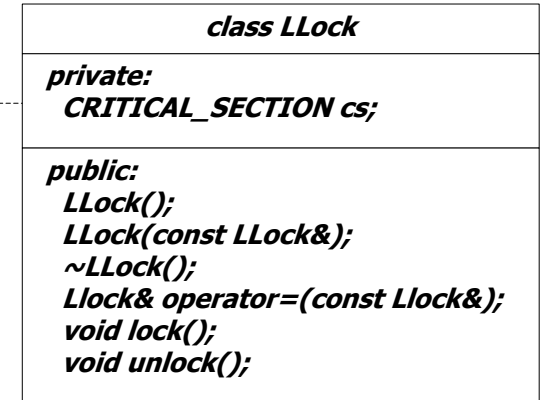 class LLock
private:
CRITICAL_SECTION cs;
public:
LLock();
LLock(const LLock&);
~LLock();
Llock& operator=(const Llock&);
void lock();
void unlock();